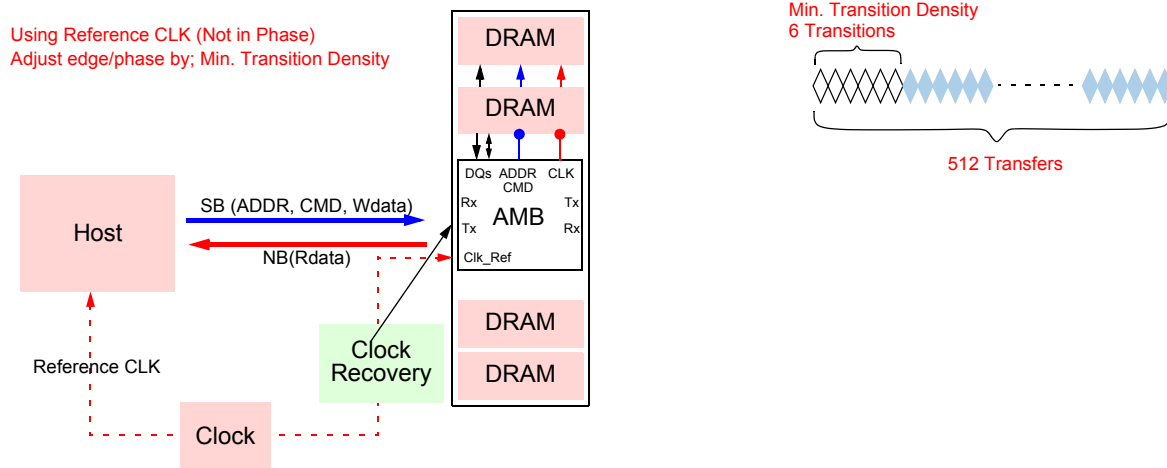 Using Reference CLK (Not in Phase)
Adjust edge/phase by; Min. Transition Density
Min. Transition Density
6 Transitions
512 Transfers
DRAM
DRAM
DQs ADDR CLK
CMD
Rx Tx
AMB
Tx Rx
Clk_Ref
SB (ADDR, CMD, Wdata)
Host
NB(Rdata)
DRAM
Clock
Recovery
Reference CLK
DRAM
Clock